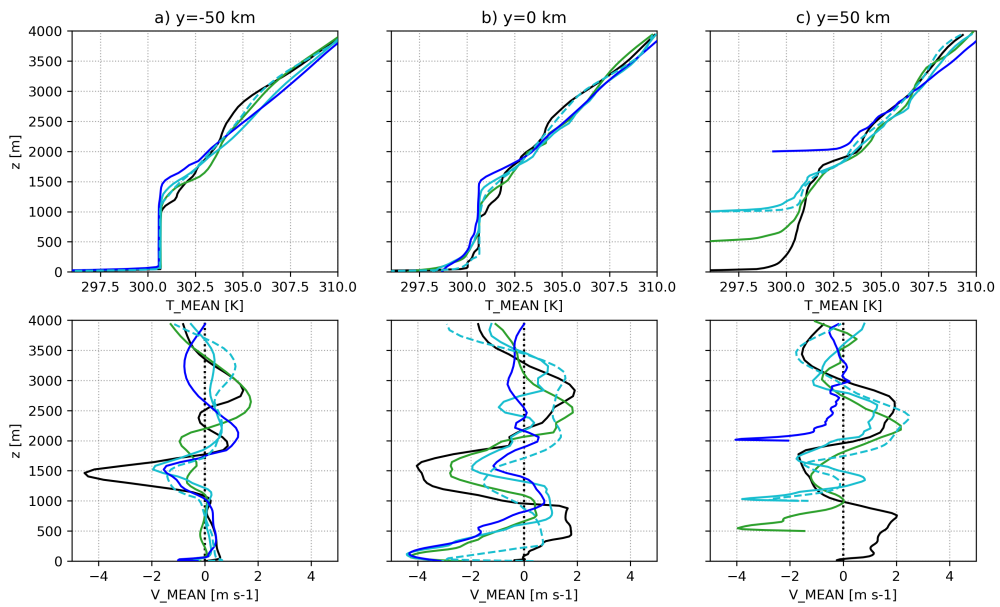 a) y=-50 km
b) y=0 km
c) y=50 km
z [m]
4000
3500
3000
2500
2000
1500
1000
500
0
297.5 300.0 302.5 305.0 307.5 310.0
297.5 300.0 302.5 305.0 307.5 310.0
297.5 300.0 302.5 305.0 307.5 310.0
T_MEAN [K]
T_MEAN [K]
T_MEAN [K]
z [m]
4000
3500
3000
2500
2000
1500
1000
500
0
−4 −2 0 2 4
−4 −2 0 2 4
−4 −2 0 2 4
V_MEAN [m s-1]
V_MEAN [m s-1]
V_MEAN [m s-1]